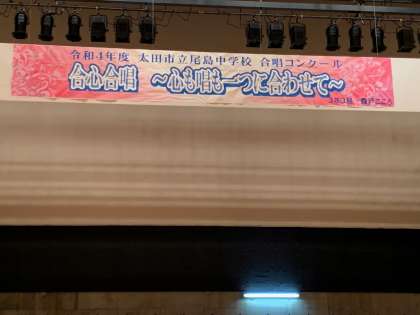 令和4年度 太田市立尾島中学校 合唱コンクール
合心合唱 ～心も唱も一つに合わせて～